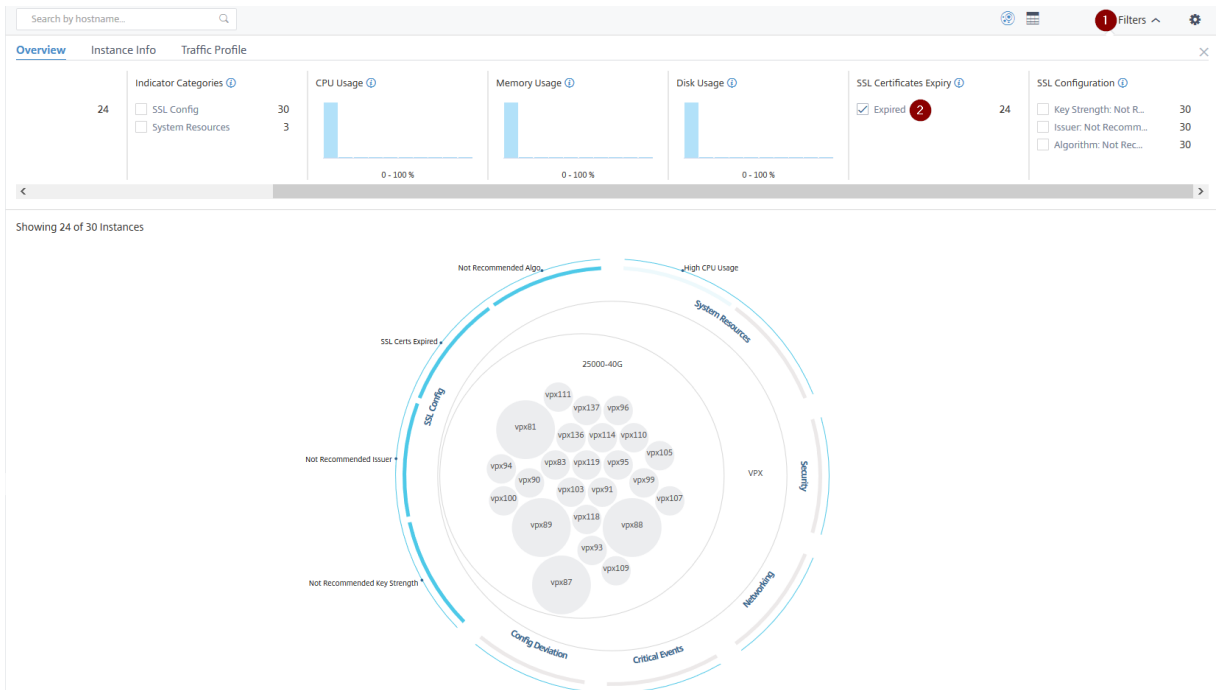 Search by hostname..
1 Filters
Overview Instance Info Traffic Profile
Indicator Categories CPU Usage Memory Usage Disk Usage SSL Certificates Expiry SSL Configuration
24 SSL Config 30 Expired 2 24 Key Strength: Not R... 30
System Resources 3 Issuer: Not Recomm... 30
Algorithm: Not Rec... 30
0 - 100 % 0 - 100 % 0 - 100 %
Showing 24 of 30 Instances
Not Recommended Algo.
High CPU Usage
System Resources
SSL Certs Expired
25000-40G
SSL Config
vpx111
vpx137 vpx96
vpx81
vpx136 vpx114 vpx110
vpx105
vpx94 vpx83 vpx119 vpx95
Not Recommended Issuer
VPX
Security
vpx90 vpx99
vpx103 vpx91
vpx100 vpx107
vpx118
vpx89 vpx88
vpx93
vpx109
vpx87
Not Recommended Key Strength
Networking
Config Deviation
Critical Events